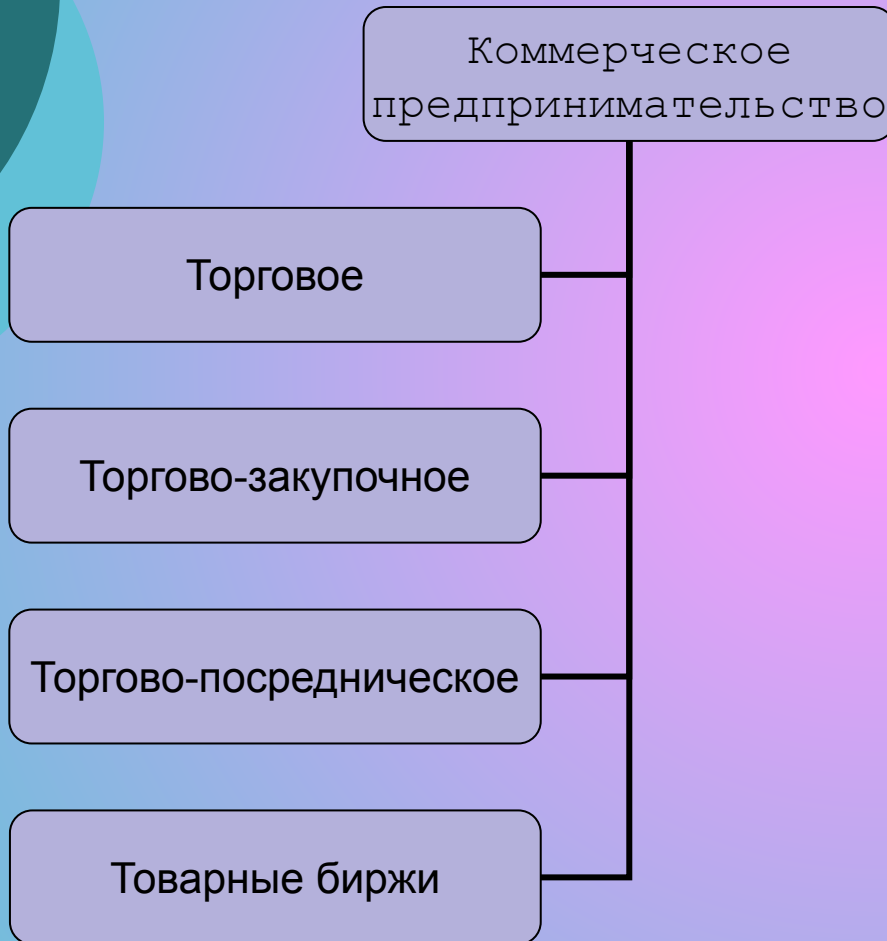 Коммерческое
предпринимательство
Торговое
Торгово-закупочное
Торгово-посредническое
Товарные биржи